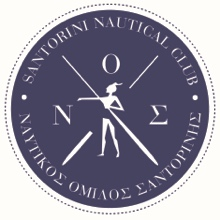 SANTORINI NAUTICAL CLUB
Ν Ο Σ
ΝΑΥΤΙΚΟΣ ΟΜΙΛΟΣ ΣΑΝΤΟΡΙΝΗΣ